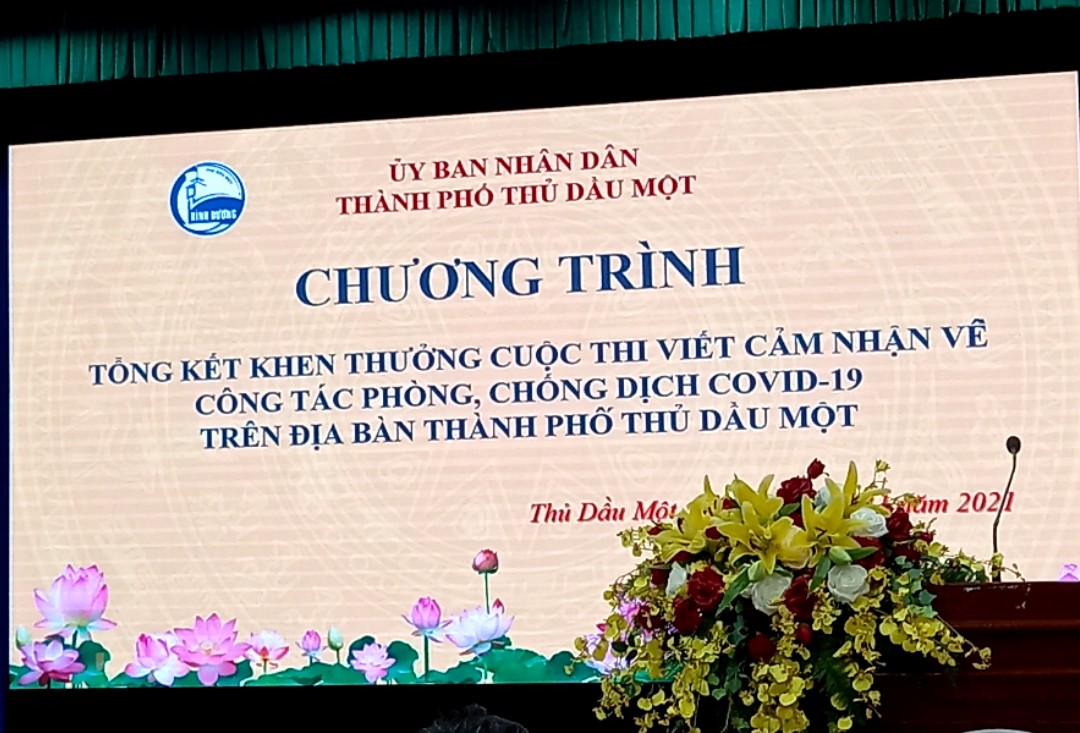 ỦY BAN NHÂN DÂN
THÀNH PHỐ THỦ DẦU MỘT
BÌNH DƯƠNG
CHƯƠNG TRÌNH
TỔNG KẾT KHEN THƯỞNG CUỘC THI VIẾT CẢM NHẬN VỀ
CÔNG TÁC PHÒNG, CHỐNG DỊCH COVID-19
TRÊN ĐỊA BÀN THÀNH PHỐ THỦ DẦU MỘT
Thủ Dầu Một năm 2021